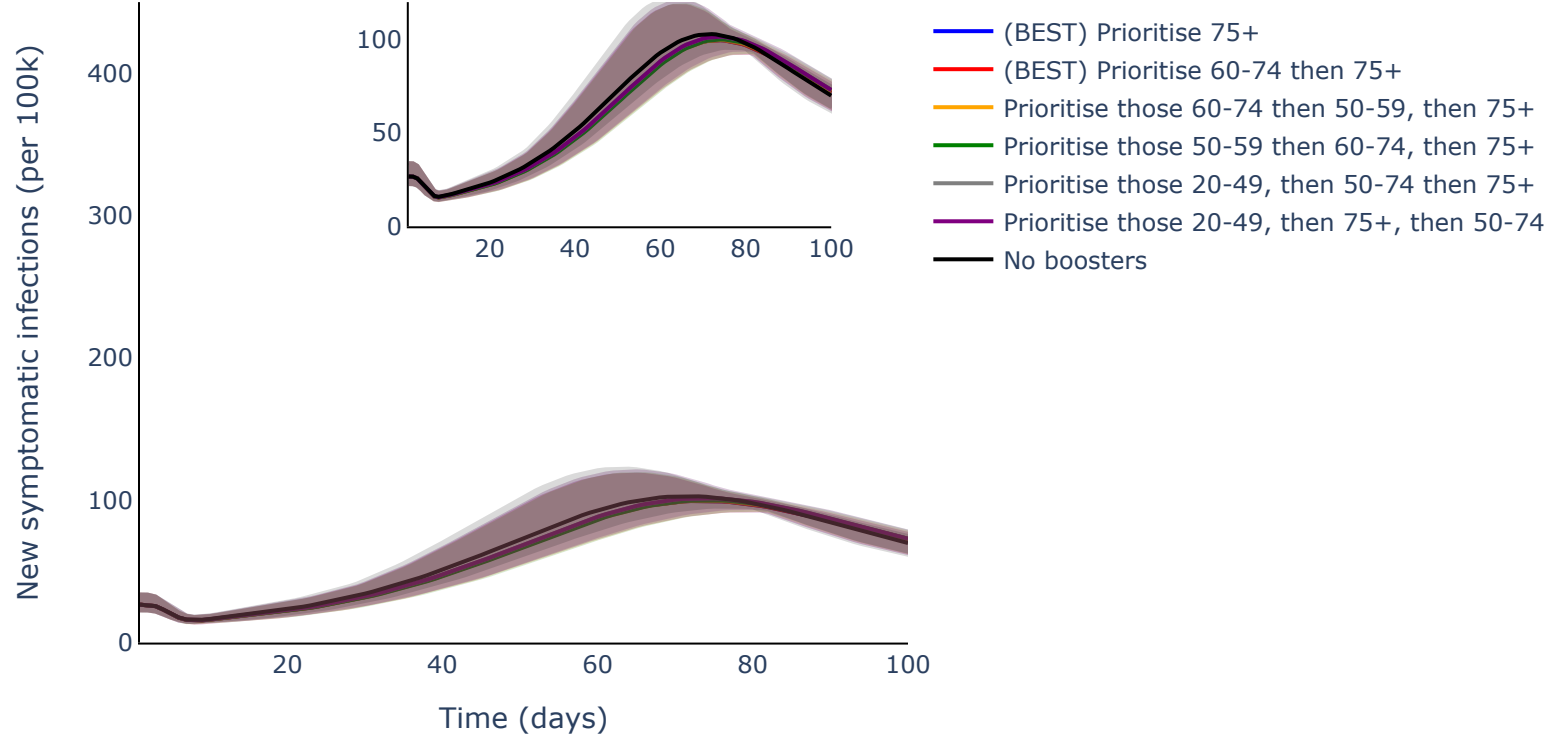 New symptomatic infections (per 100k)
400
300
200
100
0
20
40
60
80
100
Time (days)
100
50
0
20
40
60
80
100
(BEST) Prioritise 75+
(BEST) Prioritise 60-74 then 75+
Prioritise those 60-74 then 50-59, then 75+
Prioritise those 50-59 then 60-74, then 75+
Prioritise those 20-49, then 50-74 then 75+
Prioritise those 20-49, then 75+, then 50-74
No boosters